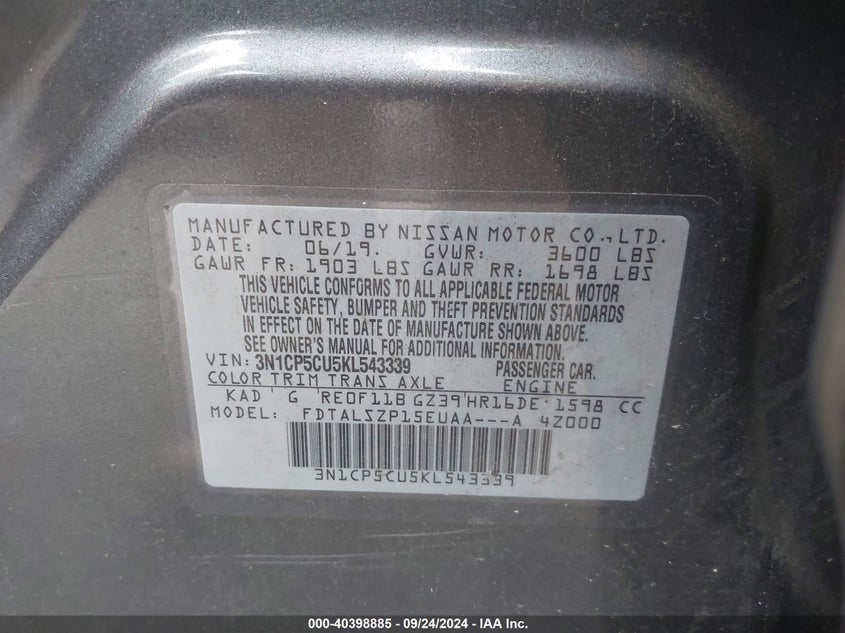 MANUFACTURED BY NISSAN MOTOR CO., LTD.
DATE: 06/19. GVWR: 3600 LBS
GAWR FR: 1903 LBS GAWR RR: 1698 LBS
THIS VEHICLE CONFORMS TO ALL APPLICABLE FEDERAL MOTOR
VEHICLE SAFETY, BUMPER AND THEFT PREVENTION STANDARDS
IN EFFECT ON THE DATE OF MANUFACTURE SHOWN ABOVE.
SEE OWNER'S MANUAL FOR ADDITIONAL INFORMATION.
VIN: 3N1CP5CU5KL543339 PASSENGER CAR.
COLOR TRIM TRANS AXLE ENGINE
KAD G RE0F11B GZ39 HR16DE 1598 CC
MODEL: FDTALSZP15EUAA---A 4Z000
3N1CP5CU5KL543339
000-40398885 - 09/24/2024 - IAA Inc.